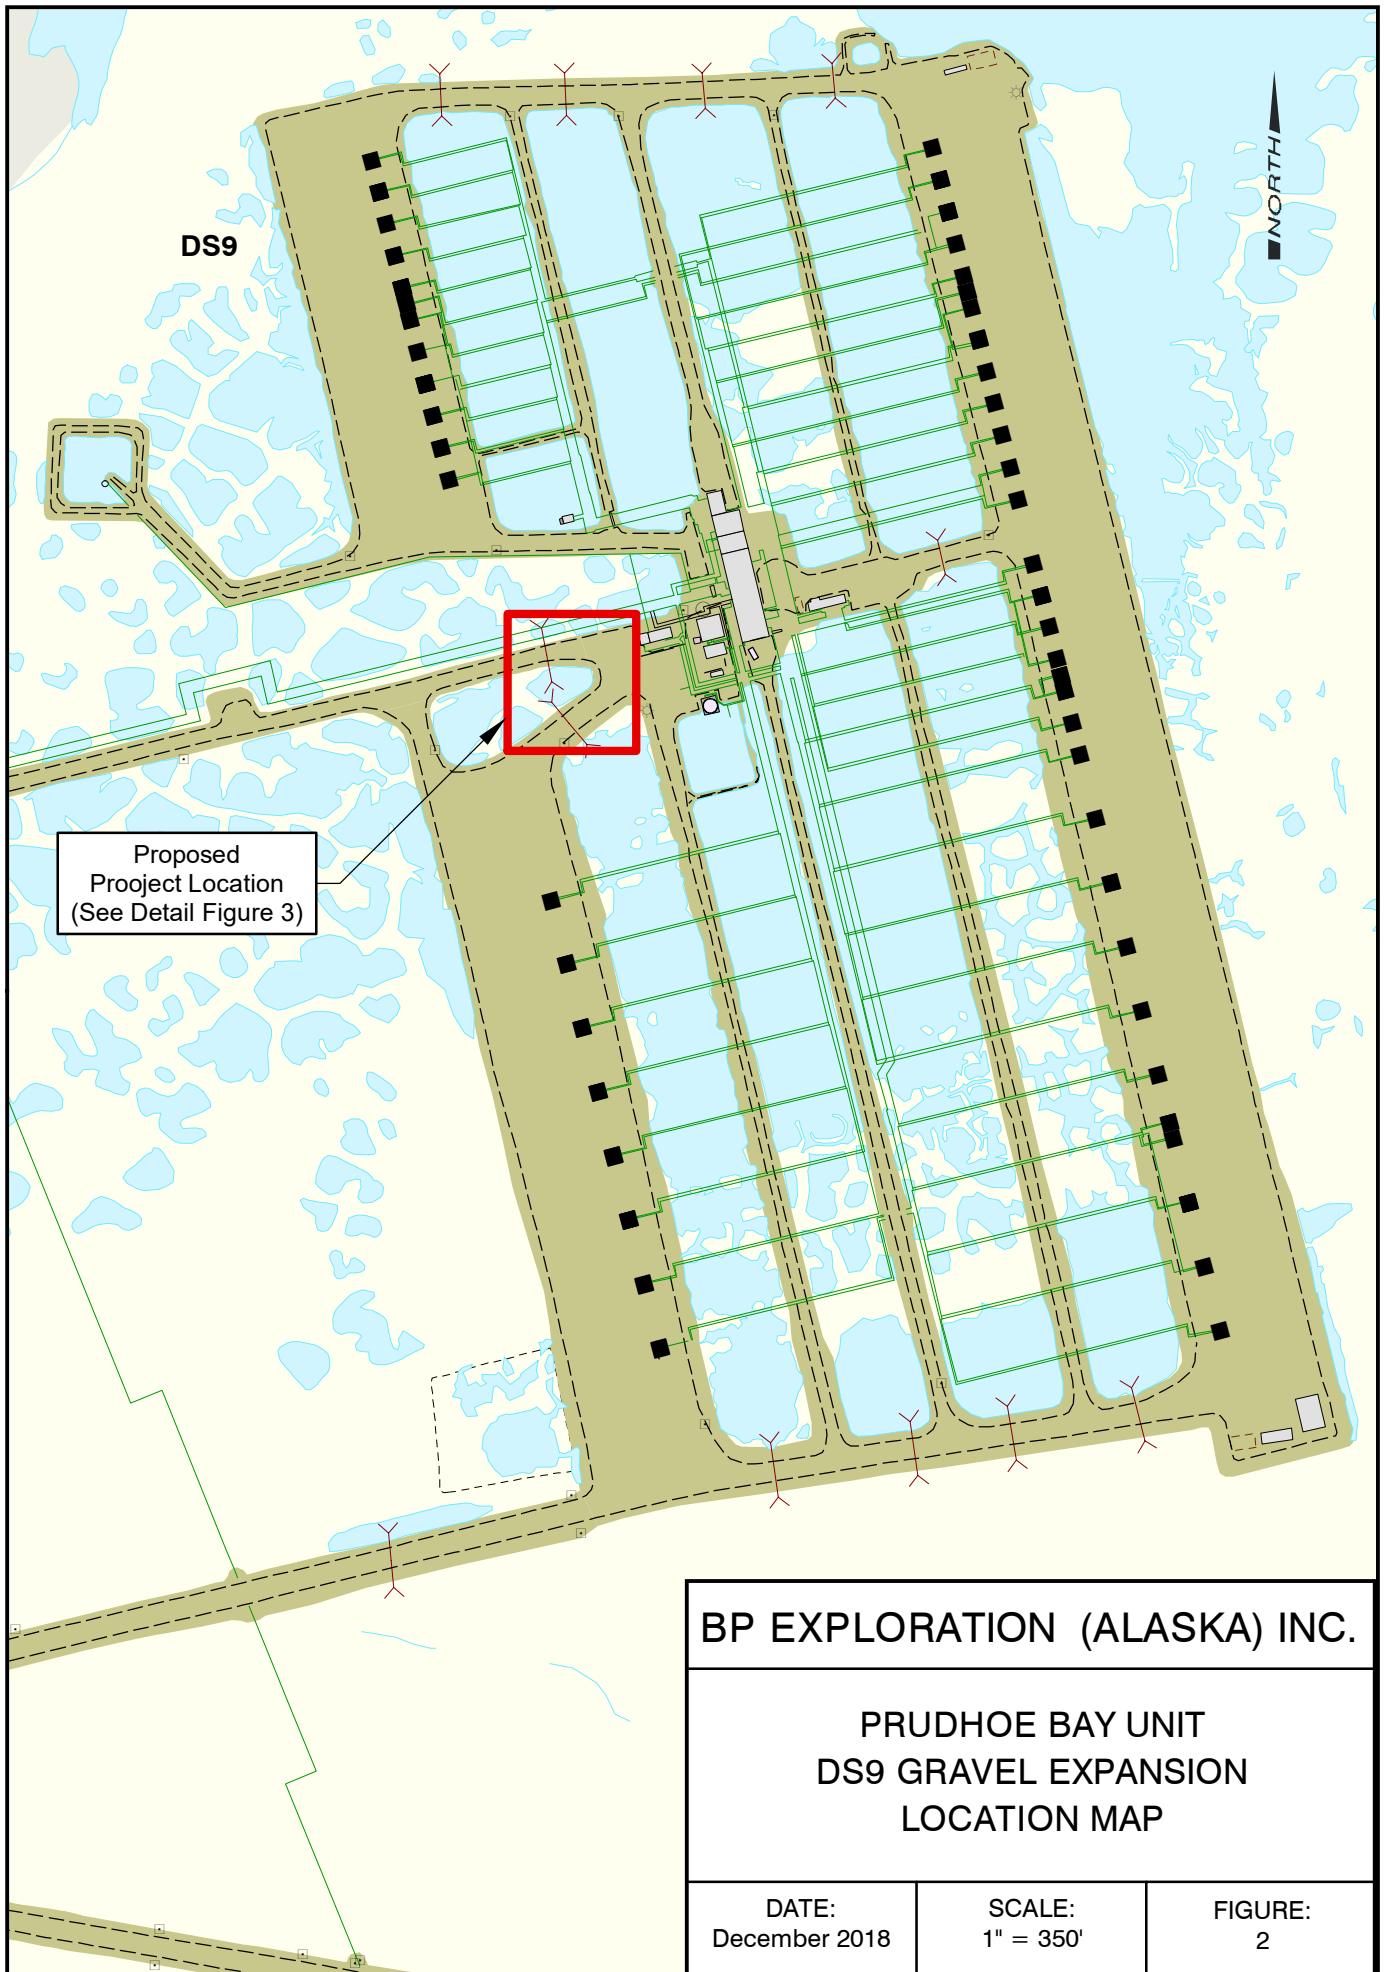 NORTH
DS9
Proposed
Prooject Location
(See Detail Figure 3)
BP EXPLORATION (ALASKA) INC.
PRUDHOE BAY UNIT
DS9 GRAVEL EXPANSION
LOCATION MAP
DATE:
December 2018
SCALE:
1" = 350'
FIGURE:
2